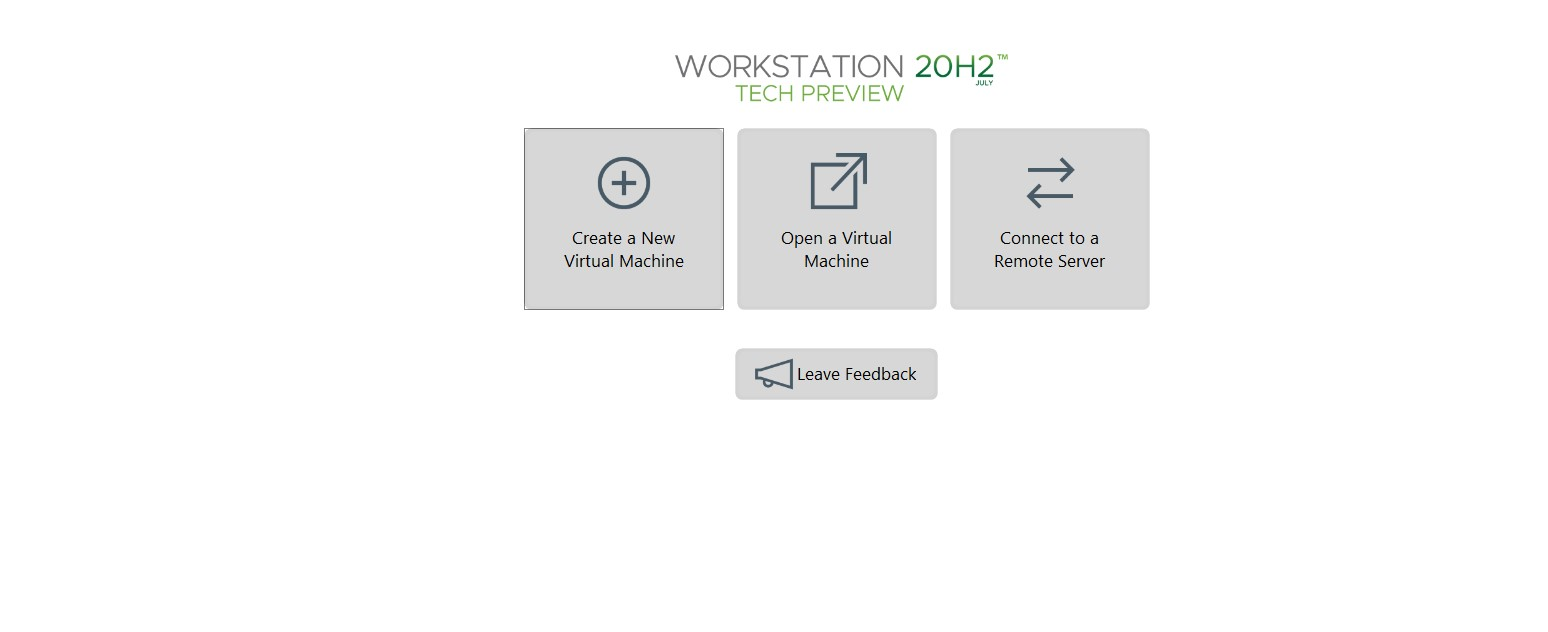 WORKSTATION 20H2™
JULY
TECH PREVIEW
Create a New
Virtual Machine
Open a Virtual
Machine
Connect to a
Remote Server
Leave Feedback